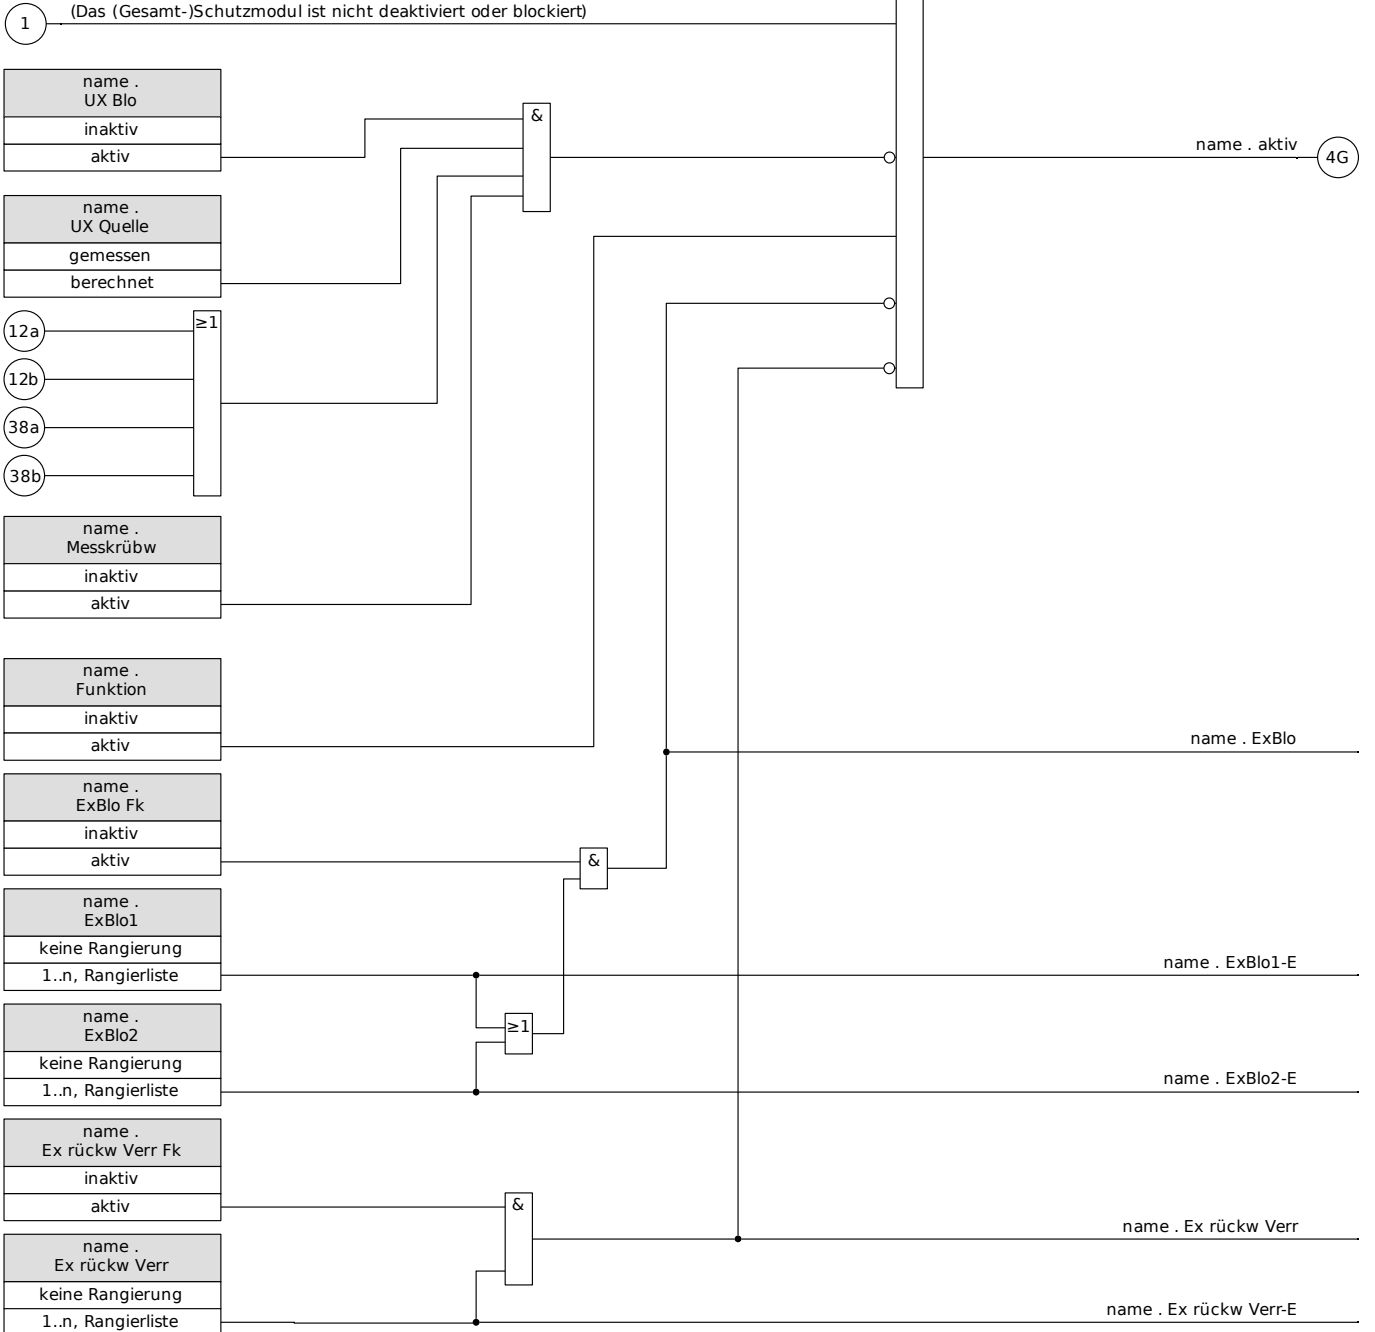 (Das (Gesamt-)Schutzmodul ist nicht deaktiviert oder blockiert)
1
name .
UX Blo
inaktiv
aktiv
&
name . aktiv
4G
name .
UX Quelle
gemessen
berechnet
12a
≥1
12b
38a
38b
name .
Messkrübw
inaktiv
aktiv
name .
Funktion
inaktiv
aktiv
name . ExBlo
name .
ExBlo Fk
inaktiv
aktiv
&
name .
ExBlo1
keine Rangierung
1..n, Rangierliste
name . ExBlo1-E
name .
ExBlo2
≥1
keine Rangierung
1..n, Rangierliste
name . ExBlo2-E
name .
Ex rückw Verr Fk
inaktiv
aktiv
&
name . Ex rückw Verr
name .
Ex rückw Verr
keine Rangierung
1..n, Rangierliste
name . Ex rückw Verr-E